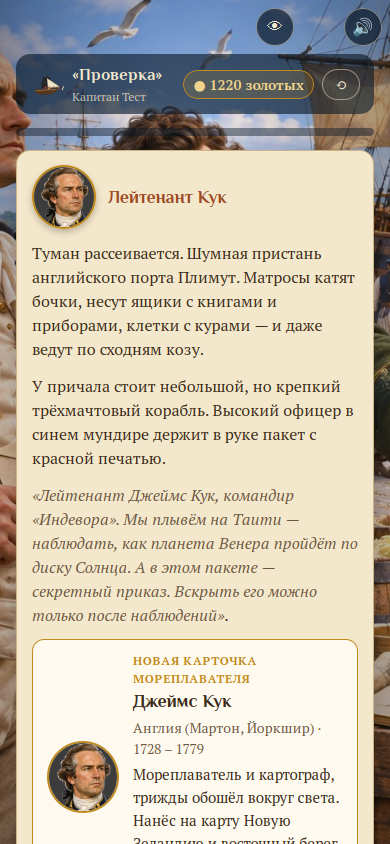 «Проверка»
Капитан Тест
1220 золотых
Лейтенант Кук
Туман рассеивается. Шумная пристань
английского порта Плимут. Матросы катят
бочки, несут ящики с книгами и
приборами, клетки с курами — и даже
ведут по сходням козу.
У причала стоит небольшой, но крепкий
трёхмачтовый корабль. Высокий офицер в
синем мундире держит в руке пакет с
красной печатью.
«Лейтенант Джеймс Кук, командир
«Индевора». Мы плывём на Таити —
наблюдать, как планета Венера пройдёт по
диску Солнца. А в этом пакете —
секретный приказ. Вскрыть его можно
только после наблюдений».
НОВАЯ КАРТОЧКА
МОРЕПЛАВАТЕЛЯ
Джеймс Кук
Англия (Мартон, Йоркшир) ·
1728 – 1779
Мореплаватель и картограф,
трижды обошёл вокруг света.
Нанёс на карту Новую
Зеландию и восточный берег